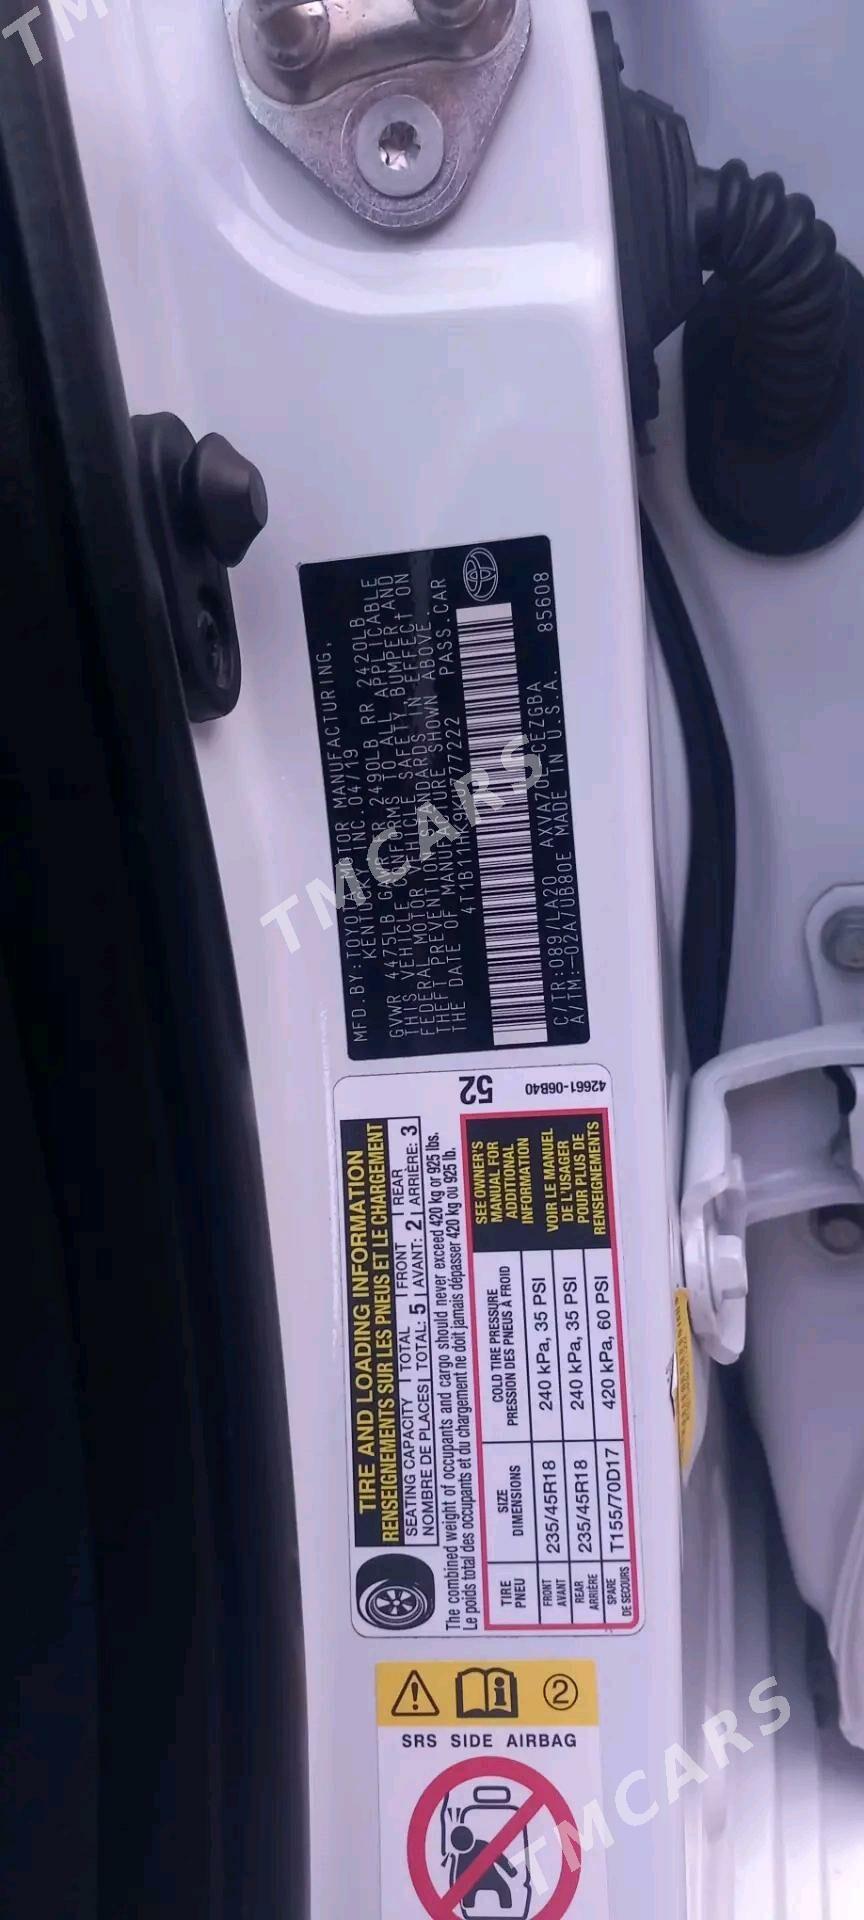 MFD.BY:TOYOTA MOTOR MANUFACTURING,
KENTUCKY, INC. 04/19
GVWR 4475LB GAWR FR 2490LB RR 2420LB
THIS VEHICLE CONFORMS TO ALL APPLICABLE
FEDERAL MOTOR VEHICLE SAFETY, BUMPER, AND
THEFT PREVENTION STANDARDS IN EFFECT ON
THE DATE OF MANUFACTURE SHOWN ABOVE.
PASS.CAR
C/TR:089/LA20
A/TM:-02A/UB80E MADE IN U.S.A.
85608
TIRE AND LOADING INFORMATION
RENSEIGNEMENTS SUR LES PNEUS ET LE CHARGEMENT
52
42661-06B40
SEATING CAPACITY TOTAL 5 FRONT 2 REAR 3
NOMBRE DE PLACES TOTAL: AVANT: ARRIÈRE:
The combined weight of occupants and cargo should never exceed 420 kg or 925 lbs.
Le poids total des occupants et du chargement ne doit jamais dépasser 420 kg ou 925 lb.
TIRE SIZE COLD TIRE PRESSURE
PNEU DIMENSIONS PRESSION DES PNEUS À FROID
FRONT
AVANT 235/45R18 240 kPa, 35 PSI
REAR
ARRIÈRE 235/45R18 240 kPa, 35 PSI
SPARE
DE SECOURS T155/70D17 420 kPa, 60 PSI
SEE OWNER'S
MANUAL FOR
ADDITIONAL
INFORMATION
VOIR LE MANUEL
DE L'USAGER
POUR PLUS DE
RENSEIGNEMENTS
2
SRS SIDE AIRBAG
TMCARS
TMCARS